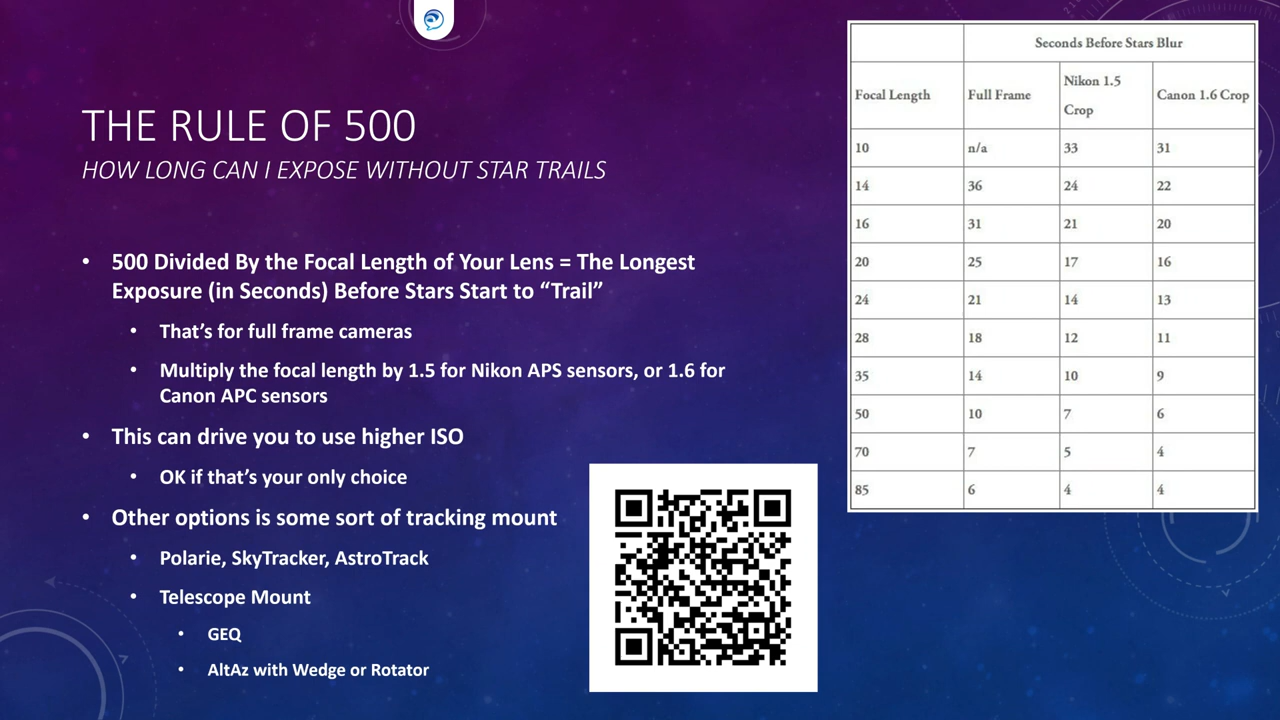 THE RULE OF 500
HOW LONG CAN I EXPOSE WITHOUT STAR TRAILS
• 500 Divided By the Focal Length of Your Lens = The Longest
Exposure (in Seconds) Before Stars Start to “Trail”
• That’s for full frame cameras
• Multiply the focal length by 1.5 for Nikon APS sensors, or 1.6 for
Canon APC sensors
• This can drive you to use higher ISO
• OK if that’s your only choice
• Other options is some sort of tracking mount
• Polarie, SkyTracker, AstroTrack
• Telescope Mount
• GEQ
• AltAz with Wedge or Rotator
Seconds Before Stars Blur
Focal Length Full Frame Nikon 1.5 Crop Canon 1.6 Crop
10 n/a 33 31
14 36 24 22
16 31 21 20
20 25 17 16
24 21 14 13
28 18 12 11
35 14 10 9
50 10 7 6
70 7 5 4
85 6 4 4